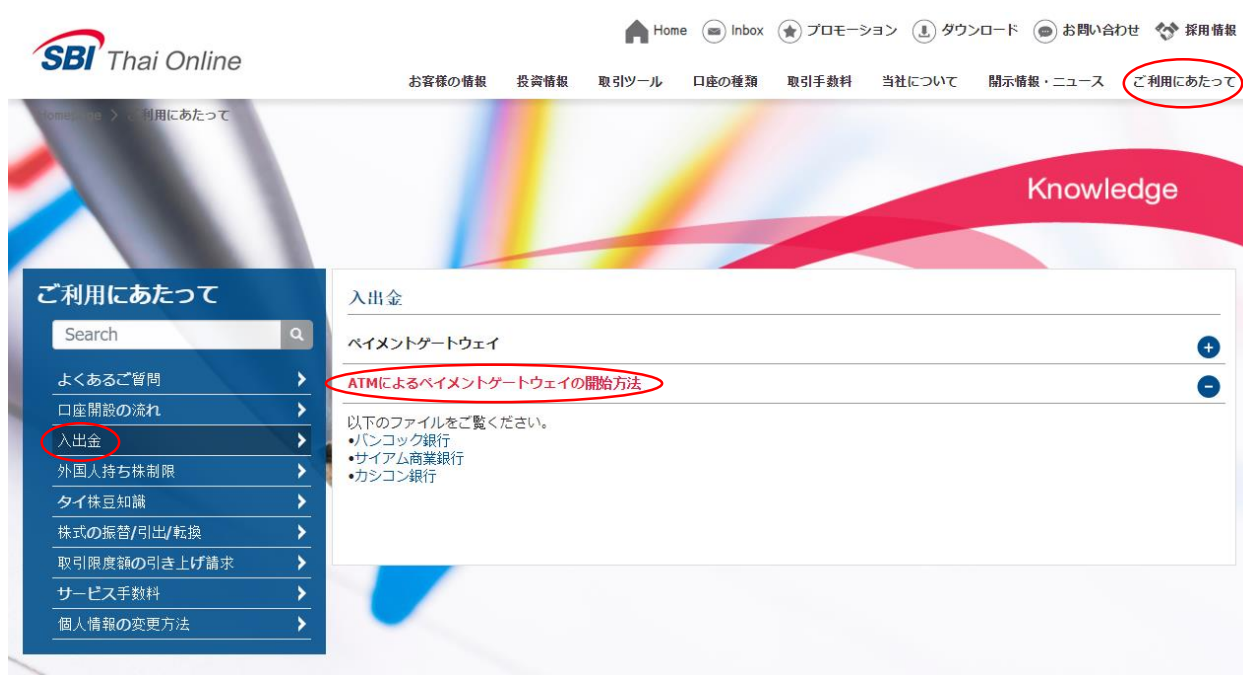 Home Inbox プロモーション ダウンロード お問い合わせ 採用情報
SBI Thai Online
お客様の情報 投資情報 取引ツール 口座の種類 取引手数料 当社について 開示情報・ニュース ご利用にあたって
Homepage > ご利用にあたって
Knowledge
ご利用にあたって
Search
よくあるご質問
口座開設の流れ
入出金
外国人持ち株制限
タイ株豆知識
株式の振替/引出/転換
取引限度額の引き上げ請求
サービス手数料
個人情報の変更方法
入出金
ペイメントゲートウェイ
ATMによるペイメントゲートウェイの開始方法
以下のファイルをご覧ください。
•バンコック銀行
•サイアム商業銀行
•カシコン銀行